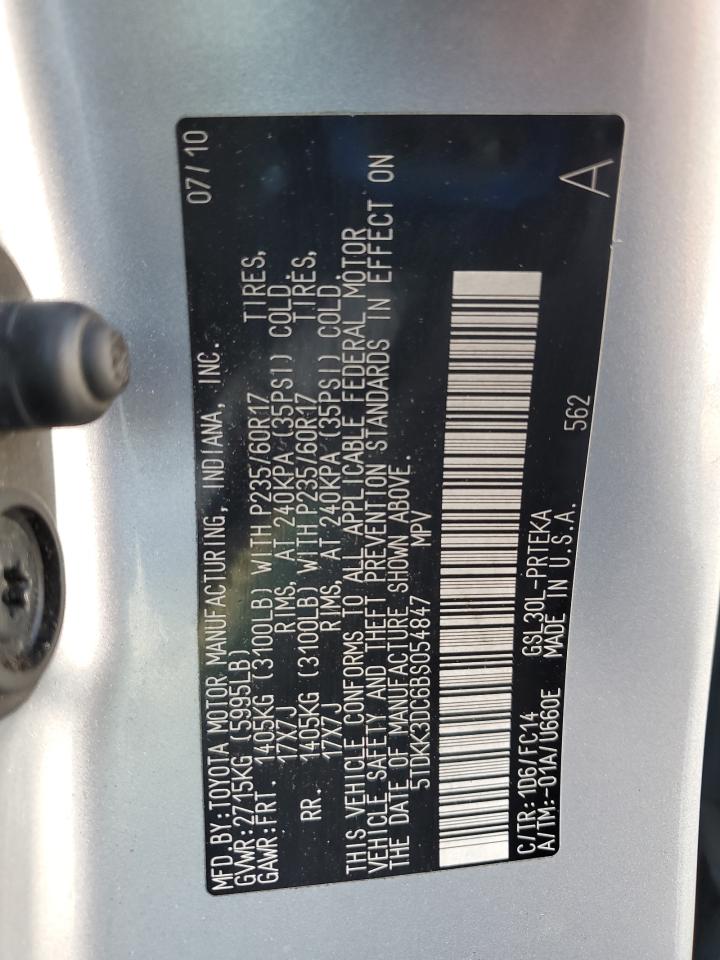 MFD BY:TOYOTA MOTOR MANUFACTURING, INDIANA, INC. 07/10
GVWR:2715KG (5995LB)
GAWR:FRT. 1405KG (3100LB) WITH P235/60R17 TIRES,
17X7J RIMS, AT 240KPA (35PSI) COLD.
RR. 1405KG (3100LB) WITH P235/60R17 TIRES,
17X7J RIMS, AT 240KPA (35PSI) COLD.
THIS VEHICLE CONFORMS TO ALL APPLICABLE FEDERAL MOTOR
VEHICLE SAFETY AND THEFT PREVENTION STANDARDS IN EFFECT ON
THE DATE OF MANUFACTURE SHOWN ABOVE.
5TDKK3DC6BS054847 MPV
C/TR:1D6/FC14 GSL30L-PRTEKA
A/TM:-01A/U660E MADE IN U.S.A. 562 A